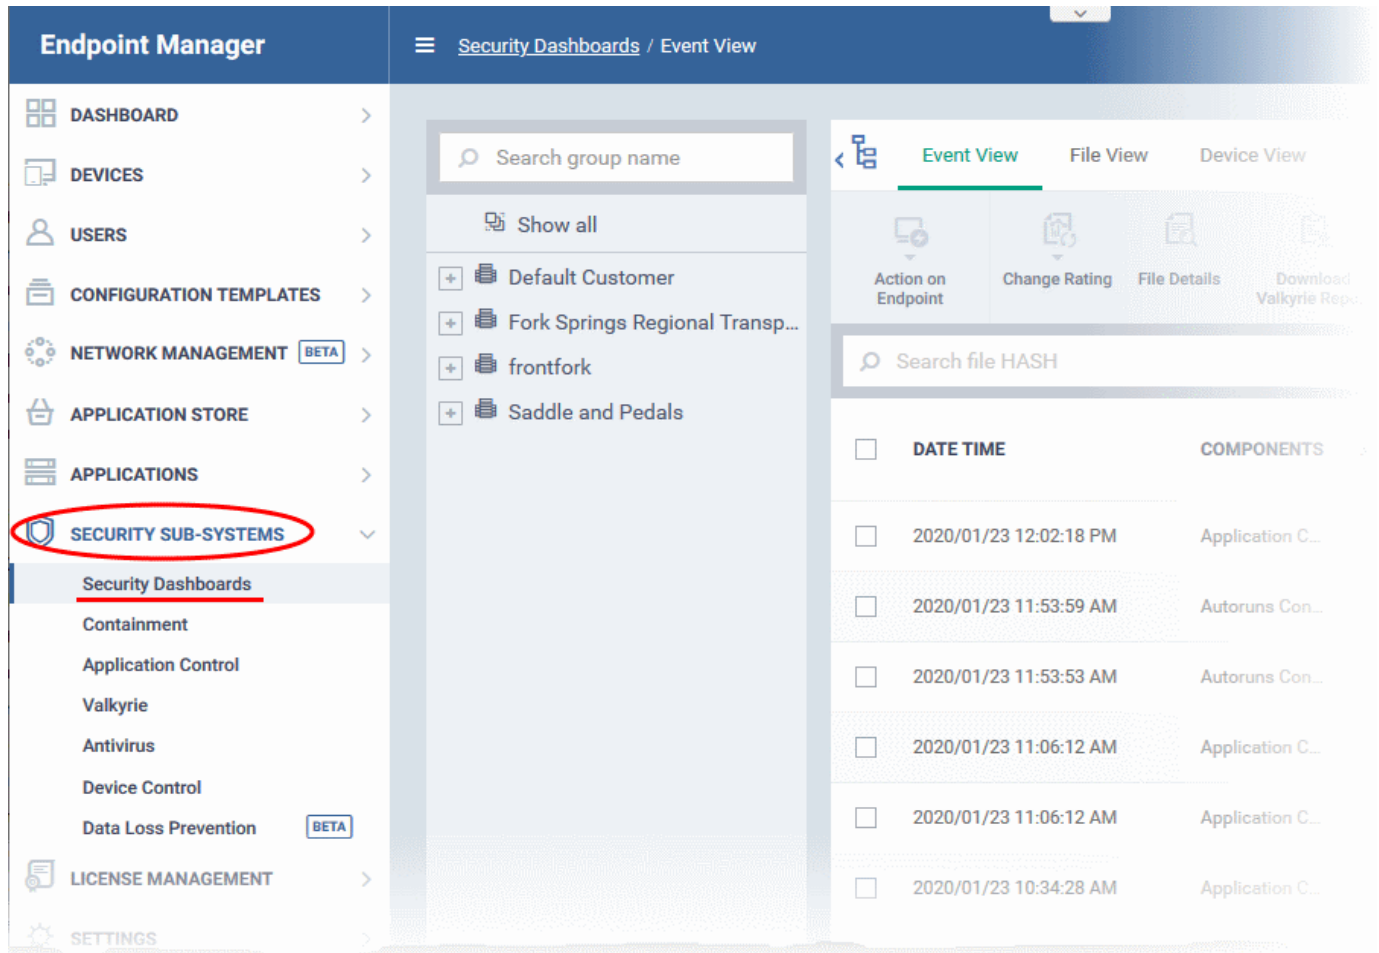 Endpoint Manager
Security Dashboards / Event View
DASHBOARD
DEVICES
USERS
CONFIGURATION TEMPLATES
NETWORK MANAGEMENT BETA
APPLICATION STORE
APPLICATIONS
SECURITY SUB-SYSTEMS
Security Dashboards
Containment
Application Control
Valkyrie
Antivirus
Device Control
Data Loss Prevention BETA
LICENSE MANAGEMENT
SETTINGS
Search group name
Show all
Default Customer
Fork Springs Regional Transp...
frontfork
Saddle and Pedals
Event View File View Device View
Action on
Endpoint
Change Rating
File Details
Download
Valkyrie Repo
Search file HASH
DATE TIME COMPONENTS
2020/01/23 12:02:18 PM Application C...
2020/01/23 11:53:59 AM Autoruns Con...
2020/01/23 11:53:53 AM Autoruns Con...
2020/01/23 11:06:12 AM Application C...
2020/01/23 11:06:12 AM Application C...
2020/01/23 10:34:28 AM Application C...